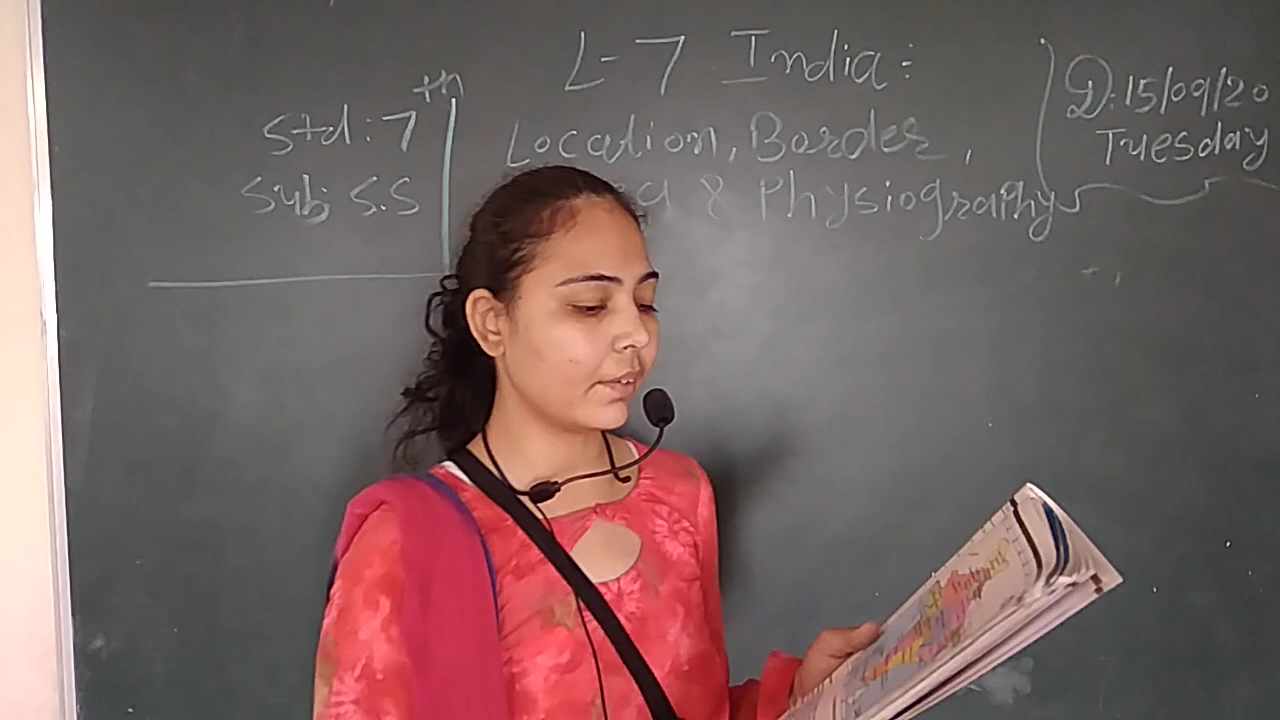 L-7 India:
Location, Border,
& Physiography
Std: 7th
Sub: S.S
D:15/09/20
Tuesday